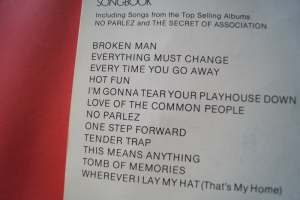 SONGBOOK
Including Songs from the Top Selling Albums
NO PARLEZ and THE SECRET OF ASSOCIATION
BROKEN MAN
EVERYTHING MUST CHANGE
EVERY TIME YOU GO AWAY
HOT FUN
I'M GONNA TEAR YOUR PLAYHOUSE DOWN
LOVE OF THE COMMON PEOPLE
NO PARLEZ
ONE STEP FORWARD
TENDER TRAP
THIS MEANS ANYTHING
TOMB OF MEMORIES
WHEREVER I LAY MY HAT (That's My Home)